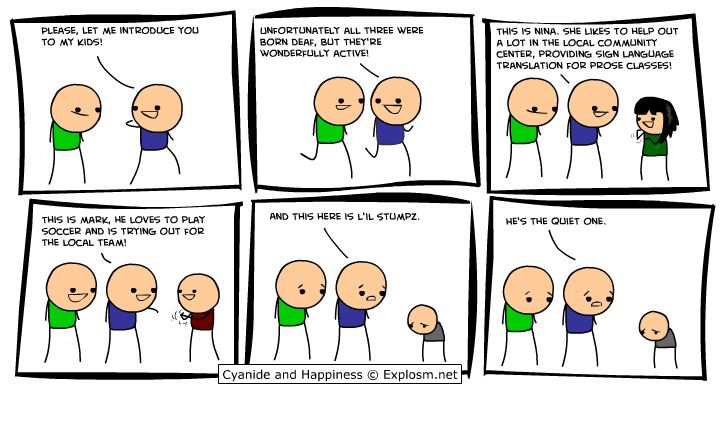 PLEASE, LET ME INTRODUCE YOU
TO MY KIDS!
UNFORTUNATELY ALL THREE WERE
BORN DEAF, BUT THEY'RE
WONDERFULLY ACTIVE!
THIS IS NINA. SHE LIKES TO HELP OUT
A LOT IN THE LOCAL COMMUNITY
CENTER, PROVIDING SIGN LANGUAGE
TRANSLATION FOR PROSE CLASSES!
THIS IS MARK, HE LOVES TO PLAY
SOCCER AND IS TRYING OUT FOR
THE LOCAL TEAM!
AND THIS HERE IS L'IL STUMPZ.
HE'S THE QUIET ONE.
Cyanide and Happiness © Explosm.net